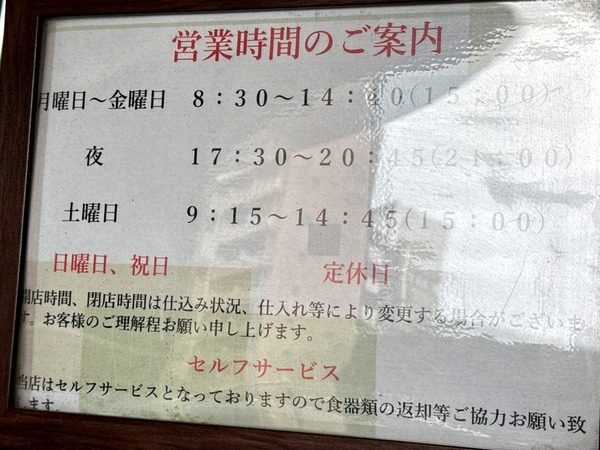 営業時間のご案内
月曜日～金曜日 8：30～14：40(15：00)
夜 17：30～20：45(21：00)
土曜日 9：15～14：45(15：00)
日曜日、祝日 定休日
開店時間、閉店時間は仕込み状況、仕入れ等により変更する場合がございま
す。お客様のご理解程お願い申し上げます。
セルフサービス
当店はセルフサービスとなっておりますので食器類の返却等ご協力お願い致
します。